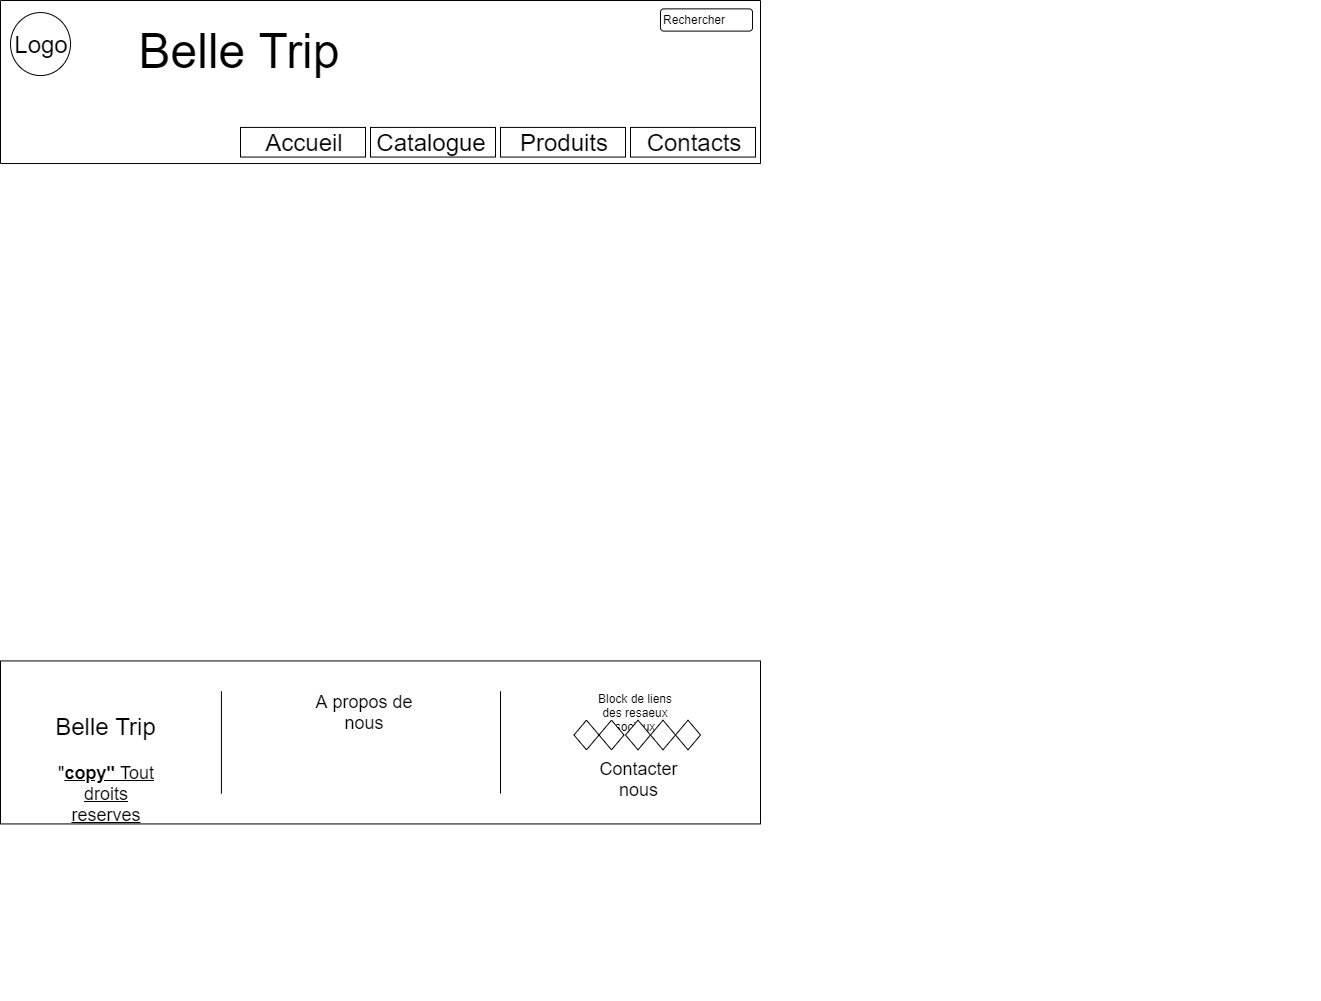 Logo
Belle Trip
Rechercher
Accueil
Catalogue
Produits
Contacts
Belle Trip
"copy" Tout
droits
reserves
A propos de
nous
Block de liens
des resaeux
Contacter
nous